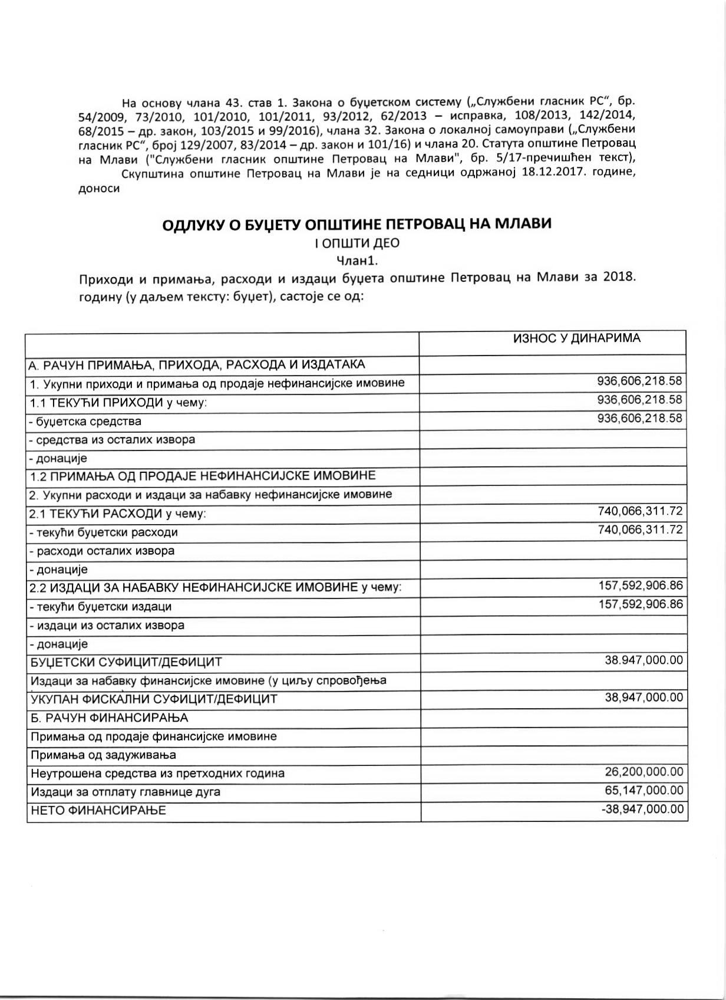 На основу члана 43. став 1. Закона о буџетском систему („Службени гласник РС“, бр.
54/2009, 73/2010, 101/2010, 101/2011, 93/2012, 62/2013 – исправка, 108/2013, 142/2014,
68/2015 – др. закон, 103/2015 и 99/2016), члана 32. Закона о локалној самоуправи („Службени
гласник РС“, број 129/2007, 83/2014 – др. закон и 101/16) и члана 20. Статута општине Петровац
на Млави ("Службени гласник општине Петровац на Млави", бр. 5/17-пречишћен текст),
Скупштина општине Петровац на Млави је на седници одржаној 18.12.2017. године,
доноси
ОДЛУКУ О БУЏЕТУ ОПШТИНЕ ПЕТРОВАЦ НА МЛАВИ
I ОПШТИ ДЕО
Члан1.
Приходи и примања, расходи и издаци буџета општине Петровац на Млави за 2018.
годину (у даљем тексту: буџет), састоје се од:
ИЗНОС У ДИНАРИМА
А. РАЧУН ПРИМАЊА, ПРИХОДА, РАСХОДА И ИЗДАТАКА
1. Укупни приходи и примања од продаје нефинансијске имовине 936,606,218.58
1.1 ТЕКУЋИ ПРИХОДИ у чему: 936,606,218.58
- буџетска средства 936,606,218.58
- средства из осталих извора
- донације
1.2 ПРИМАЊА ОД ПРОДАЈЕ НЕФИНАНСИЈСКЕ ИМОВИНЕ
2. Укупни расходи и издаци за набавку нефинансијске имовине
2.1 ТЕКУЋИ РАСХОДИ у чему: 740,066,311.72
- текући буџетски расходи 740,066,311.72
- расходи осталих извора
- донације
2.2 ИЗДАЦИ ЗА НАБАВКУ НЕФИНАНСИЈСКЕ ИМОВИНЕ у чему: 157,592,906.86
- текући буџетски издаци 157,592,906.86
- издаци из осталих извора
- донације
БУЏЕТСКИ СУФИЦИТ/ДЕФИЦИТ 38.947,000.00
Издаци за набавку финансијске имовине (у циљу спровођења
УКУПАН ФИСКАЛНИ СУФИЦИТ/ДЕФИЦИТ 38,947,000.00
Б. РАЧУН ФИНАНСИРАЊА
Примања од продаје финансијске имовине
Примања од задуживања
Неутрошена средства из претходних година 26,200,000.00
Издаци за отплату главнице дуга 65,147,000.00
НЕТО ФИНАНСИРАЊЕ -38,947,000.00